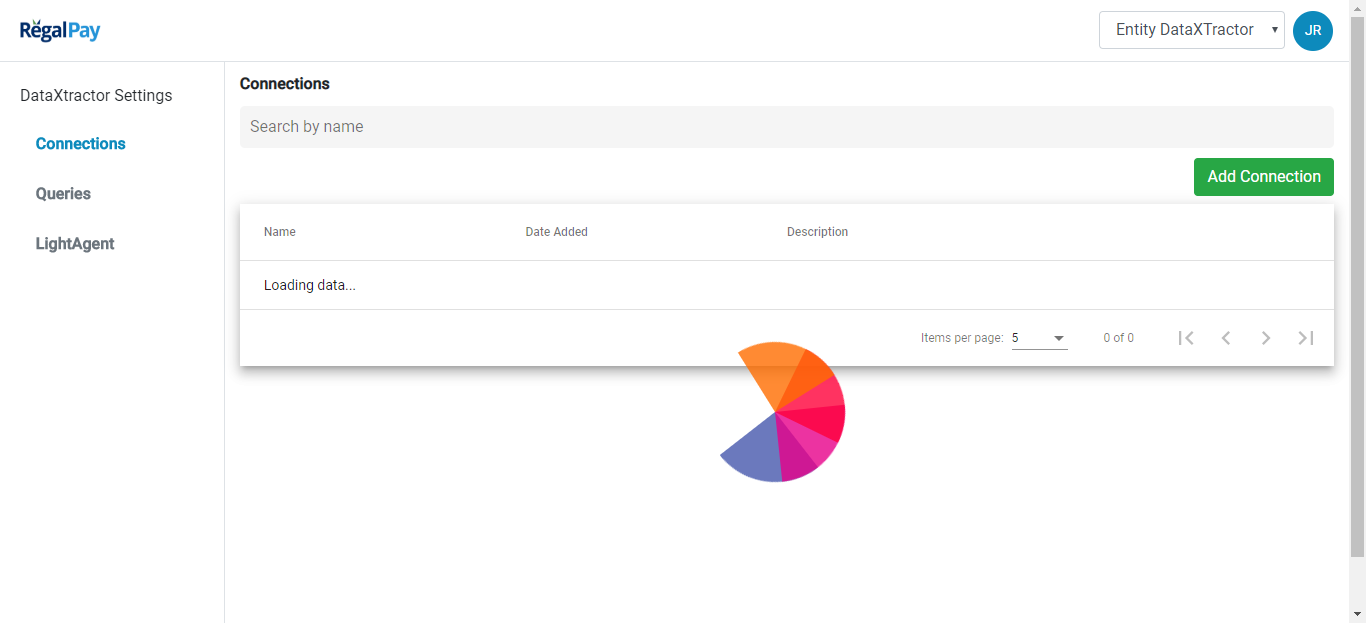 RegalPay
Entity DataXTractor
JR
DataXtractor Settings
Connections
Queries
LightAgent
Connections
Search by name
Add Connection
Name Date Added Description
Loading data...
Items per page: 5 0 of 0